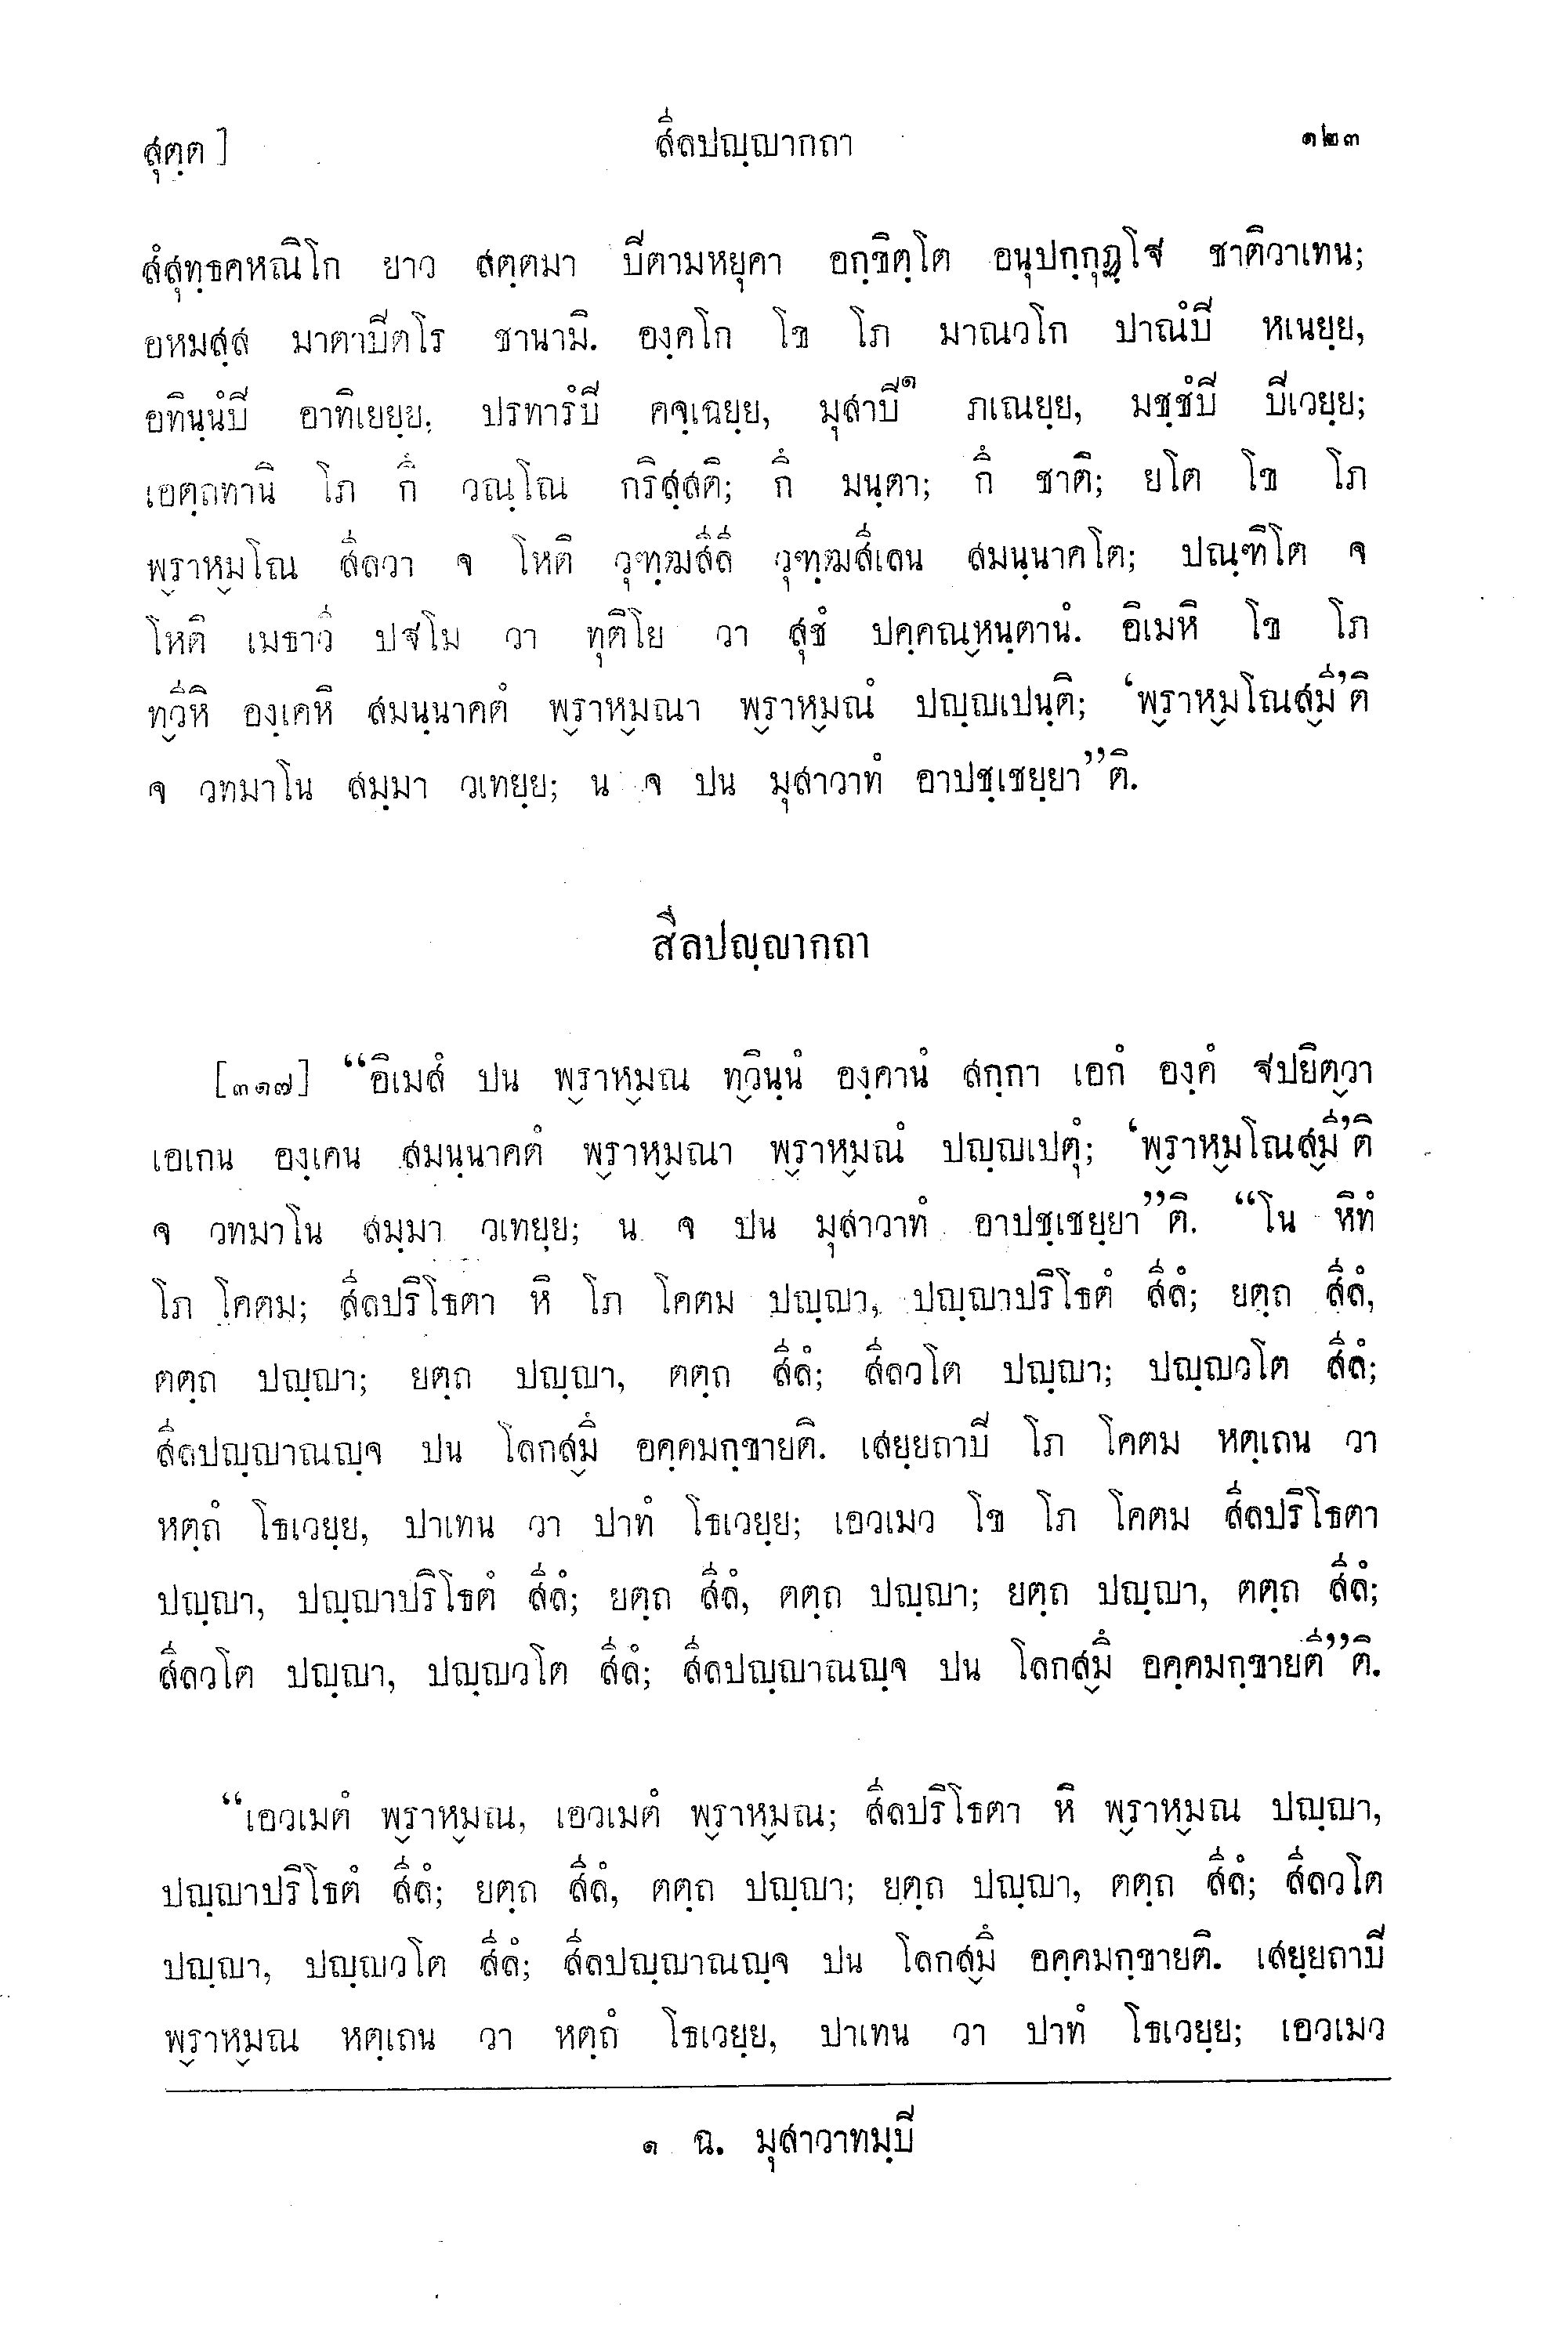 สุตฺต]	สีลปญฺญากถา	๑๒๓
สํสุทฺธคหณิโก ยาว สตฺตมา ปิตามหยุคา อกฺขิตฺโต อนุปกฺกุฏฺโฐ ชาติวาเทน;
อหมสฺส มาตาปิตโร ชานามิ. องฺคโก โข โภ มาณวโก ปาณํปิ หเนยฺย,
อทินฺนํปิ อาทิเยยฺย, ปรทารํปิ คจฺเฉยฺย, มุสาปิ๑ ภเณยฺย, มชฺชํปิ ปิเวยฺย;
เอตฺถทานิ โภ กึ วณฺโณ กริสฺสติ; กึ มนฺตา; กึ ชาติ; ยโต โข โภ
พฺราหฺมโณ สีลวา จ โหติ วุฑฺฒสีลี วุฑฺฒสีเลน สมนฺนาคโต; ปณฺฑิโต จ
โหติ เมธาวี ปฐโม วา ทุติโย วา สุชํ ปคฺคณฺหนฺตานํ. อิเมหิ โข โภ
ทฺวีหิ องฺเคหิ สมนฺนาคตํ พฺราหฺมณา พฺราหฺมณํ ปญฺญเปนฺติ; ‘พฺราหฺมโณสฺมี’ติ
จ วทมาโน สมฺมา วเทยฺย; น จ ปน มุสาวาทํ อาปชฺเชยฺยา”ติ.
สีลปญฺญากถา
[๓๑๗] “อิเมสํ ปน พฺราหฺมณ ทฺวินฺนํ องฺคานํ สกฺกา เอกํ องฺคํ ฐปยิตฺวา
เอเกน องฺเคน สมนฺนาคตํ พฺราหฺมณา พฺราหฺมณํ ปญฺญเปตุํ; ‘พฺราหฺมโณสฺมี’ติ
จ วทมาโน สมฺมา วเทยฺย; น จ ปน มุสาวาทํ อาปชฺเชยฺยา”ติ. “โน หิทํ
โภ โคตม; สีลปริโธตา หิ โภ โคตม ปญฺญา, ปญฺญาปริโธตํ สีลํ; ยตฺถ สีลํ,
ตตฺถ ปญฺญา; ยตฺถ ปญฺญา, ตตฺถ สีลํ; สีลวโต ปญฺญา; ปญฺญวโต สีลํ;
สีลปญฺญาณญฺจ ปน โลกสฺมึ อคฺคมกฺขายติ. เสยฺยถาปิ โภ โคตม หตฺเถน วา
หตฺถํ โธเวยฺย, ปาเทน วา ปาทํ โธเวยฺย; เอวเมว โข โภ โคตม สีลปริโธตา
ปญฺญา, ปญฺญาปริโธตํ สีลํ; ยตฺถ สีลํ, ตตฺถ ปญฺญา; ยตฺถ ปญฺญา, ตตฺถ สีลํ;
สีลวโต ปญฺญา, ปญฺญวโต สีลํ; สีลปญฺญาณญฺจ ปน โลกสฺมึ อคฺคมกฺขายตี”ติ.
“เอวเมตํ พฺราหฺมณ, เอวเมตํ พฺราหฺมณ; สีลปริโธตา หิ พฺราหฺมณ ปญฺญา,
ปญฺญาปริโธตํ สีลํ; ยตฺถ สีลํ, ตตฺถ ปญฺญา; ยตฺถ ปญฺญา, ตตฺถ สีลํ; สีลวโต
ปญฺญา, ปญฺญวโต สีลํ; สีลปญฺญาณญฺจ ปน โลกสฺมึ อคฺคมกฺขายติ. เสยฺยถาปิ
พฺราหฺมณ หตฺเถน วา หตฺถํ โธเวยฺย, ปาเทน วา ปาทํ โธเวยฺย; เอวเมว
๑ ฉ. มุสาวาทมฺปิ